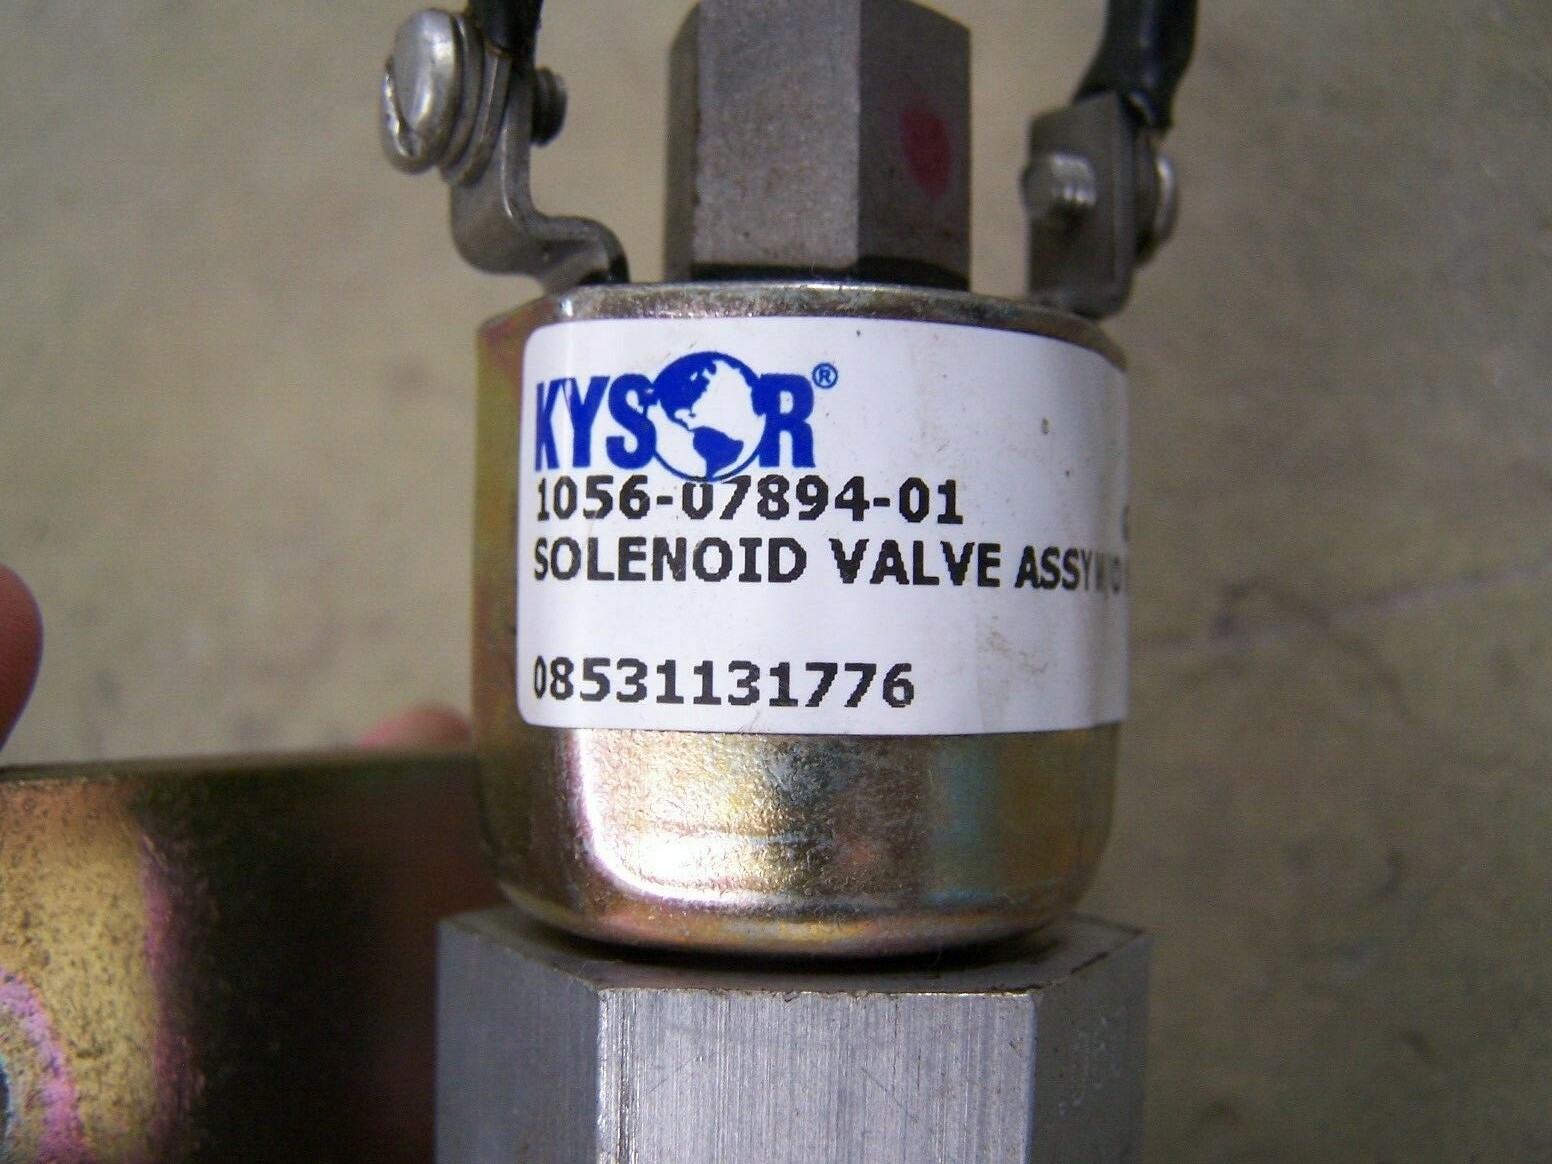 KYSOR®
1056-07894-01
SOLENOID VALVE ASSY W/O
08531131776